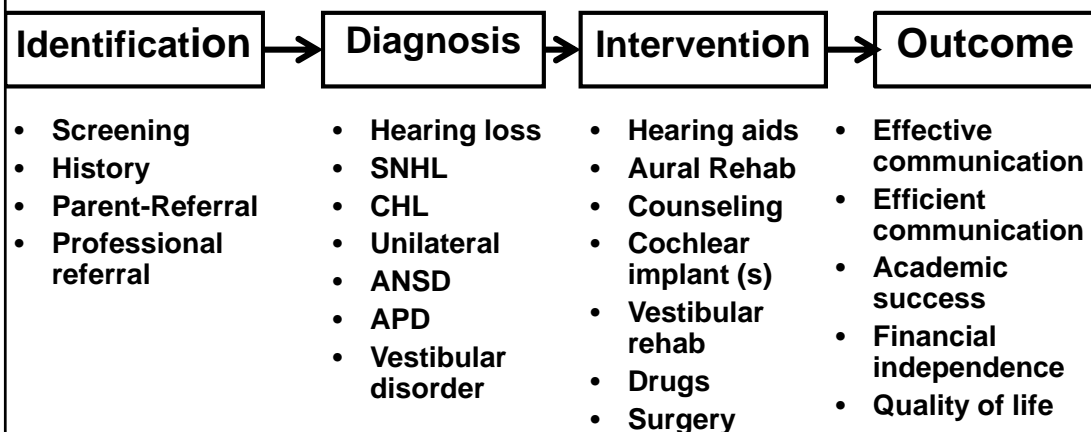 Identification
Diagnosis
Intervention
Outcome
• Screening
• History
• Parent-Referral
• Professional
referral
• Hearing loss
• SNHL
• CHL
• Unilateral
• ANSD
• APD
• Vestibular
disorder
• Hearing aids
• Aural Rehab
• Counseling
• Cochlear
implant (s)
• Vestibular
rehab
• Drugs
• Surgery
• Effective
communication
• Efficient
communication
• Academic
success
• Financial
independence
• Quality of life